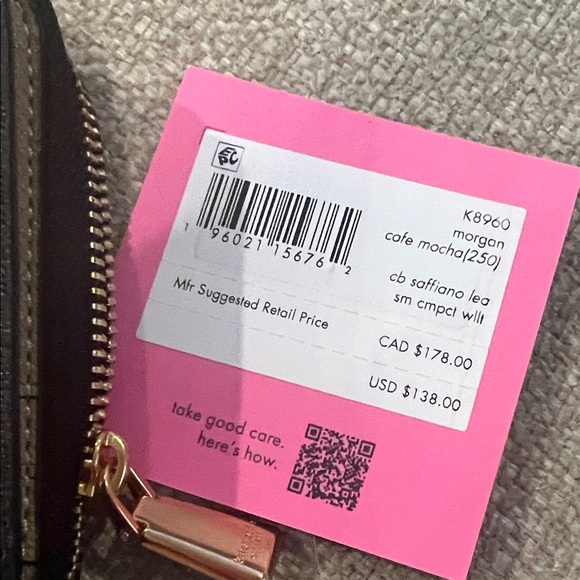 K8960
morgan
cafe mocha(250)
1 96021 15676 2
cb saffiano lea
sm cmpct wllt
Mfr Suggested Retail Price
CAD $178.00
USD $138.00
take good care.
here's how.